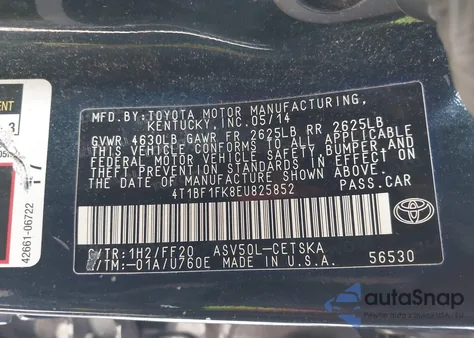 MFD. BY: TOYOTA MOTOR MANUFACTURING,
KENTUCKY, INC. 05/14
GVWR 4630LB GAWR FR 2625LB RR 2625LB
THIS VEHICLE CONFORMS TO ALL APPLICABLE
FEDERAL MOTOR VEHICLE SAFETY, BUMPER, AND
THEFT PREVENTION STANDARDS IN EFFECT ON
THE DATE OF MANUFACTURE SHOWN ABOVE.
4T1BF1FK8EU825852 PASS.CAR
C/TR:1H2/FF20 ASV50L-CETSKA
A/TM:-01A/U760E MADE IN U.S.A. 56530
TOYOTA
42661-06722
3
autoSnap